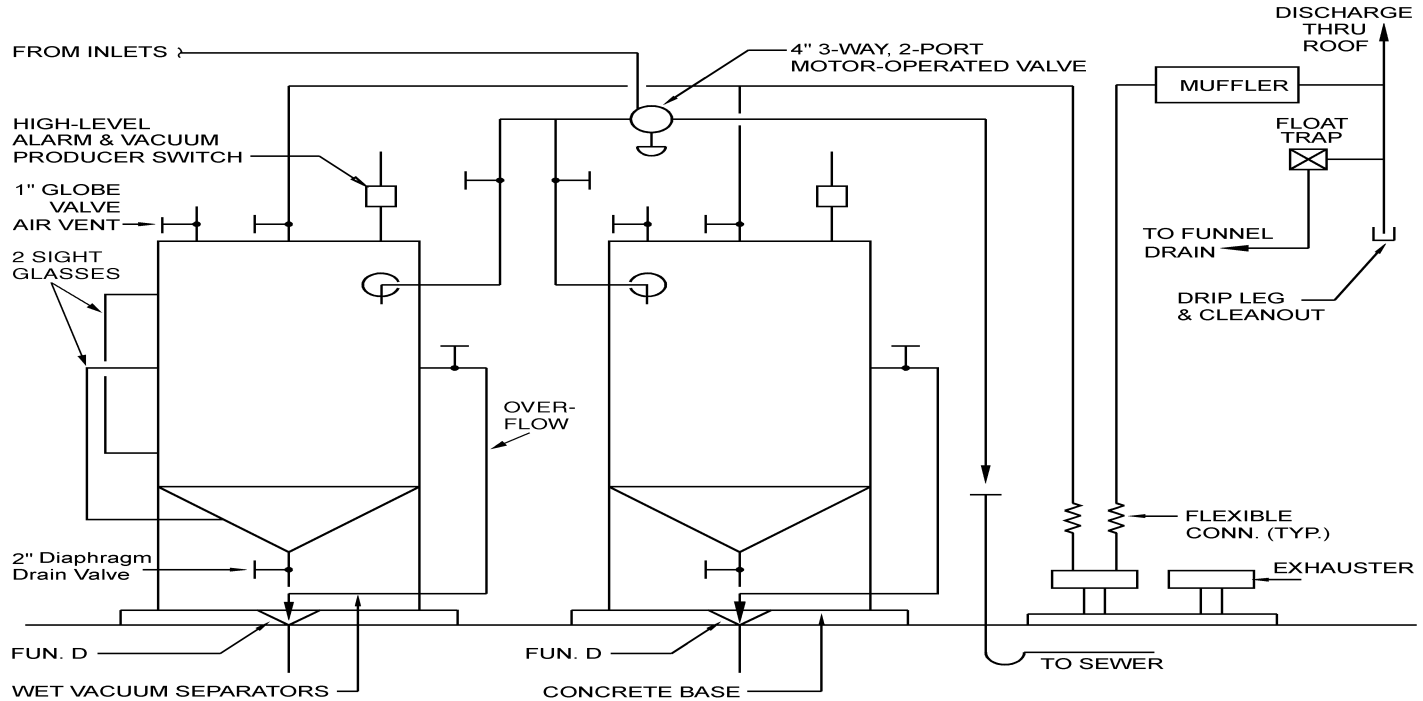 DISCHARGE
THRU
ROOF
FROM INLETS
4" 3-WAY, 2-PORT
MOTOR-OPERATED VALVE
MUFFLER
HIGH-LEVEL
ALARM & VACUUM
PRODUCER SWITCH
FLOAT
TRAP
1" GLOBE
VALVE
AIR VENT
TO FUNNEL
DRAIN
2 SIGHT
GLASSES
DRIP LEG
& CLEANOUT
OVER-
FLOW
FLEXIBLE
CONN. (TYP.)
2" Diaphragm
Drain Valve
EXHAUSTER
FUN. D
FUN. D
TO SEWER
WET VACUUM SEPARATORS
CONCRETE BASE